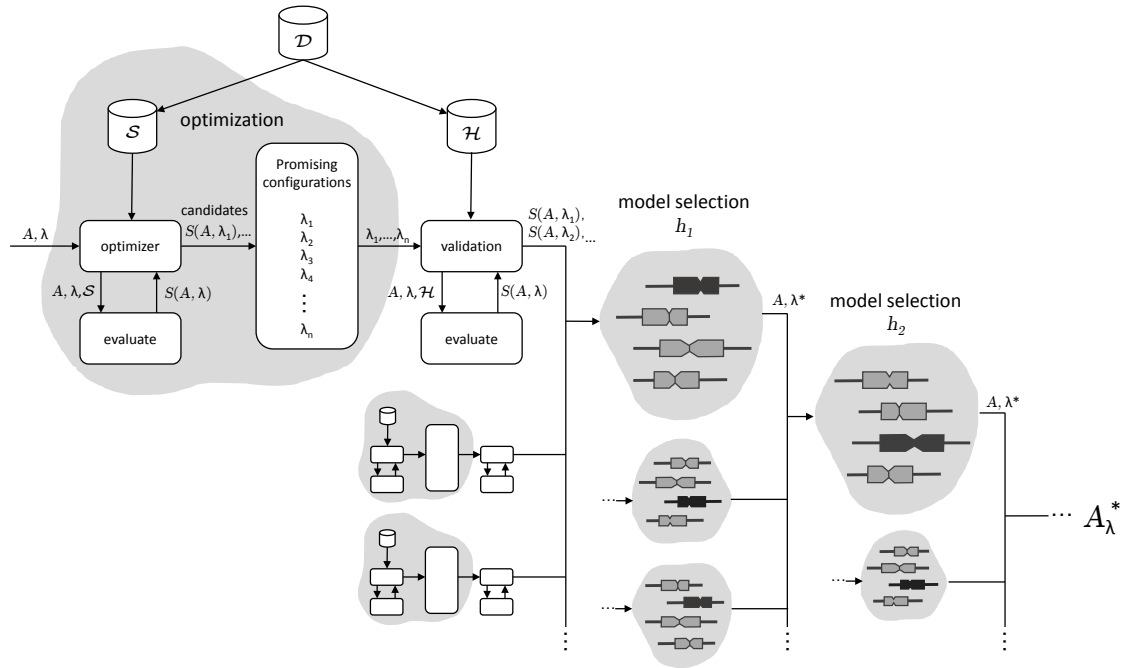 𝒟
𝒮
optimization
ℋ
Promising
configurations
λ₁
λ₂
λ₃
λ₄
⋮
λₙ
A, λ
optimizer
candidates
S(A, λ₁),...
λ₁,...,λₙ
validation
S(A, λ₁),
S(A, λ₂),...
A, λ, 𝒮
S(A, λ)
evaluate
A, λ, ℋ
S(A, λ)
evaluate
model selection
h₁
A, λ*
model selection
h₂
A, λ*
...
...
...
...
A*λ
⋮
⋮
⋮